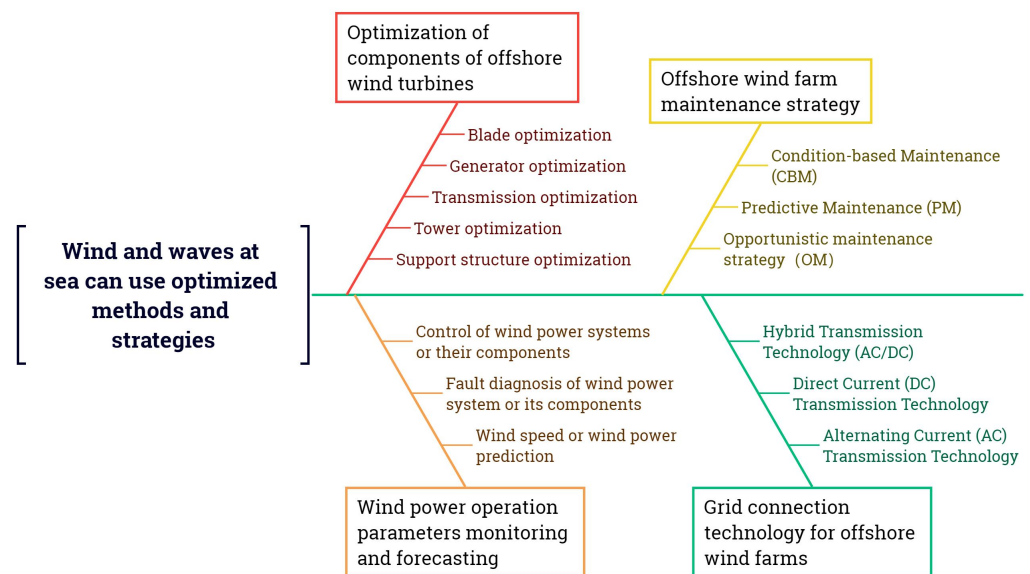 Wind and waves at
sea can use optimized
methods and
strategies
Optimization of
components of offshore
wind turbines
Blade optimization
Generator optimization
Transmission optimization
Tower optimization
Support structure optimization
Offshore wind farm
maintenance strategy
Condition-based Maintenance
(CBM)
Predictive Maintenance (PM)
Opportunistic maintenance
strategy（OM）
Control of wind power systems
or their components
Fault diagnosis of wind power
system or its components
Wind speed or wind power
prediction
Wind power operation
parameters monitoring
and forecasting
Hybrid Transmission
Technology (AC/DC)
Direct Current (DC)
Transmission Technology
Alternating Current (AC)
Transmission Technology
Grid connection
technology for offshore
wind farms